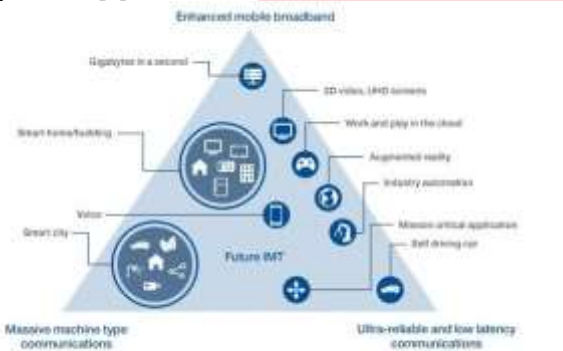 Enhanced mobile broadband
Gigabytes in a second
3D video, UHD screens
Work and play in the cloud
Smart home/building
Augmented reality
Industry automation
Voice
Mission critical application
Smart city
Self driving car
Future IMT
Massive machine type
communications
Ultra-reliable and low latency
communications